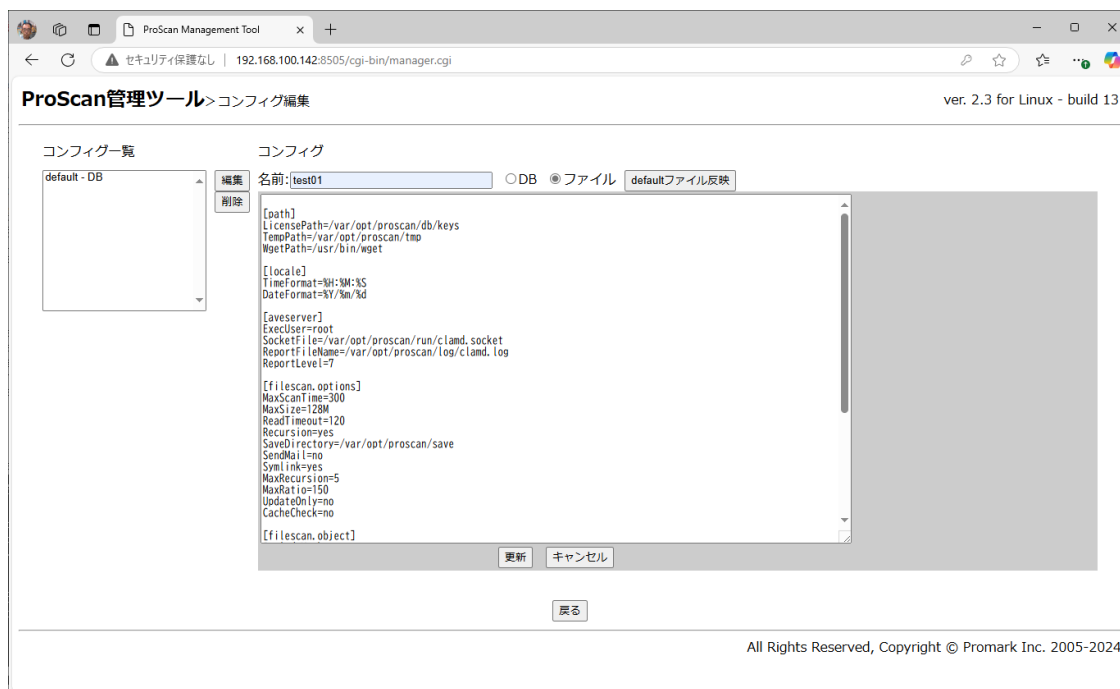 ProScan Management Tool
セキュリティ保護なし 192.168.100.142:8505/cgi-bin/manager.cgi
ProScan管理ツール>コンフィグ編集
ver. 2.3 for Linux - build 13
コンフィグ一覧
コンフィグ
default - DB
編集
削除
名前: test01 DB ファイル defaultファイル反映
[path]
LicensePath=/var/opt/proscan/db/keys
TempPath=/var/opt/proscan/tmp
WgetPath=/usr/bin/wget
[locale]
TimeFormat=%H:%M:%S
DateFormat=%Y/%m/%d
[aveserver]
ExecUser=root
SocketFile=/var/opt/proscan/run/clamd.socket
ReportFileName=/var/opt/proscan/log/clamd.log
ReportLevel=7
[filescan.options]
MaxScanTime=300
MaxSize=128M
ReadTimeout=120
Recursion=yes
SaveDirectory=/var/opt/proscan/save
SendMail=no
Symlink=yes
MaxRecursion=5
MaxRatio=150
UpdateOnly=no
CacheCheck=no
[filescan.object]
更新 キャンセル
戻る
All Rights Reserved, Copyright © Promark Inc. 2005-2024